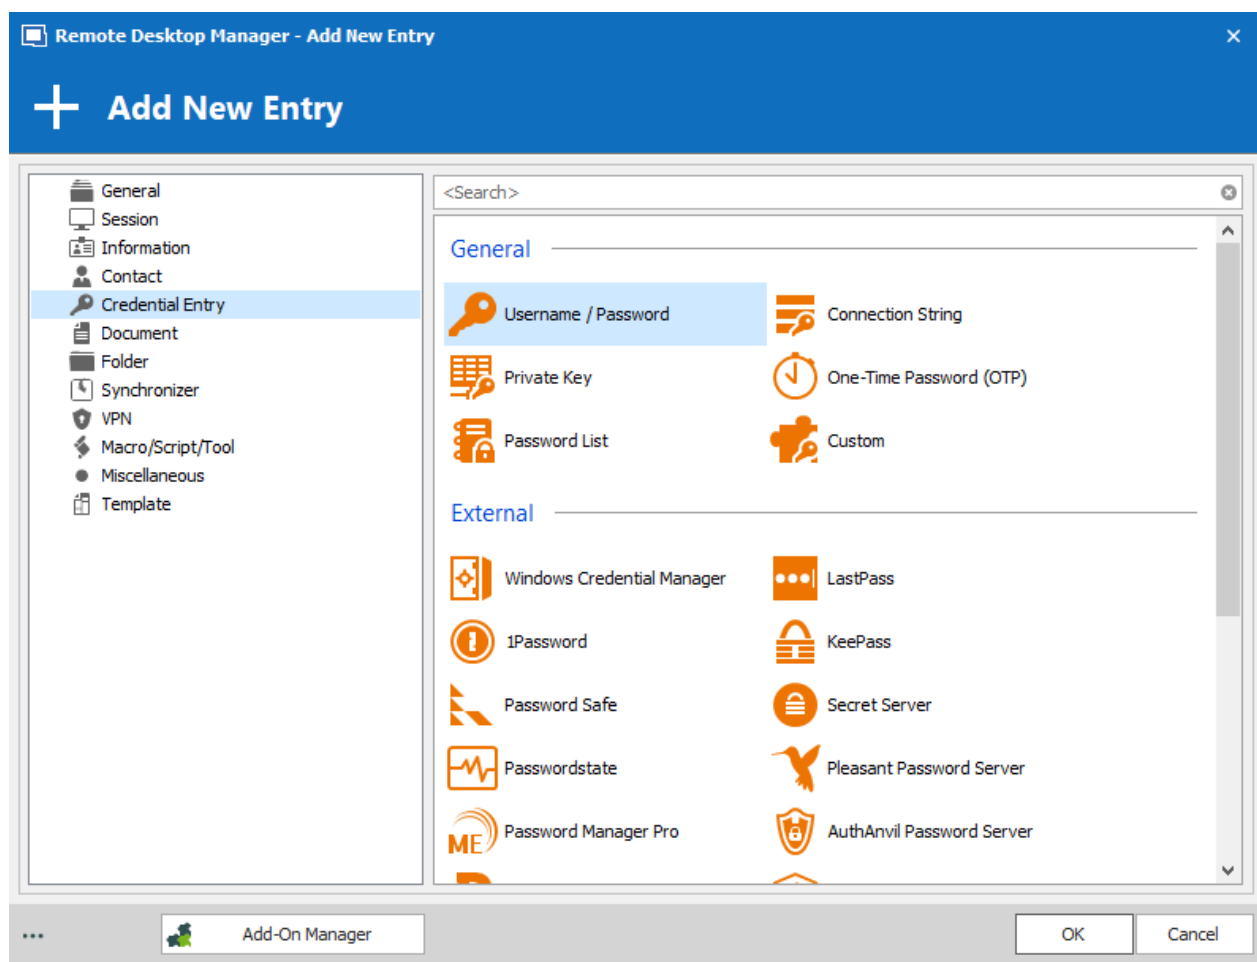 Remote Desktop Manager - Add New Entry
Add New Entry
General
Session
Information
Contact
Credential Entry
Document
Folder
Synchronizer
VPN
Macro/Script/Tool
Miscellaneous
Template
<Search>
General
Username / Password
Connection String
Private Key
One-Time Password (OTP)
Password List
Custom
External
Windows Credential Manager
LastPass
1Password
KeePass
Password Safe
Secret Server
Passwordstate
Pleasant Password Server
ME
Password Manager Pro
AuthAnvil Password Server
...
Add-On Manager
OK
Cancel